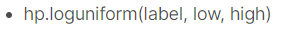 • hp.loguniform(label, low, high)